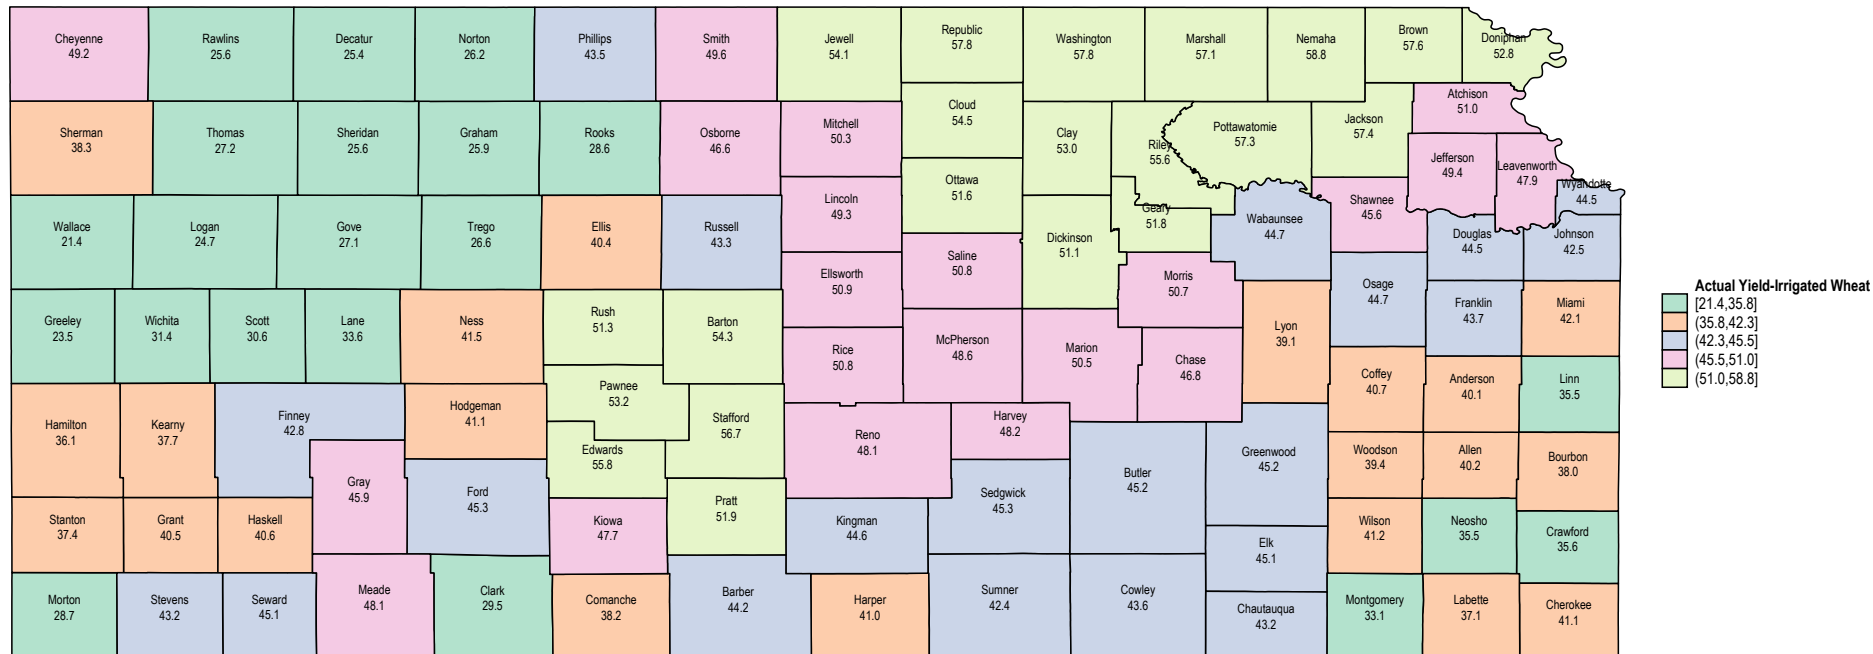 Cheyenne
49.2
Rawlins
25.6
Decatur
25.4
Norton
26.2
Phillips
43.5
Smith
49.6
Jewell
54.1
Republic
57.8
Washington
57.8
Marshall
57.1
Nemaha
58.8
Brown
57.6
Doniphan
52.8
Sherman
38.3
Thomas
27.2
Sheridan
25.6
Graham
25.9
Rooks
28.6
Osborne
46.6
Mitchell
50.3
Cloud
54.5
Clay
53.0
Riley
55.6
Pottawatomie
57.3
Jackson
57.4
Atchison
51.0
Jefferson
49.4
Leavenworth
47.9
Wyandotte
44.5
Wallace
21.4
Logan
24.7
Gove
27.1
Trego
26.6
Ellis
40.4
Russell
43.3
Lincoln
49.3
Ottawa
51.6
Saline
50.8
Dickinson
51.1
Geary
51.8
Wabaunsee
44.7
Shawnee
45.6
Douglas
44.5
Johnson
42.5
Ellsworth
50.9
Morris
50.7
Osage
44.7
Franklin
43.7
Miami
42.1
Actual Yield-Irrigated Wheat
[21.4,35.8]
(35.8,42.3]
(42.3,45.5]
(45.5,51.0]
(51.0,58.8]
Greeley
23.5
Wichita
31.4
Scott
30.6
Lane
33.6
Ness
41.5
Rush
51.3
Barton
54.3
Rice
50.8
McPherson
48.6
Marion
50.5
Chase
46.8
Lyon
39.1
Coffey
40.7
Anderson
40.1
Linn
35.5
Hamilton
36.1
Kearny
37.7
Finney
42.8
Hodgeman
41.1
Pawnee
53.2
Stafford
56.7
Edwards
55.8
Reno
48.1
Harvey
48.2
Butler
45.2
Greenwood
45.2
Woodson
39.4
Allen
40.2
Bourbon
38.0
Gray
45.9
Ford
45.3
Kiowa
47.7
Pratt
51.9
Kingman
44.6
Sedgwick
45.3
Elk
45.1
Wilson
41.2
Neosho
35.5
Crawford
35.6
Stanton
37.4
Grant
40.5
Haskell
40.6
Morton
28.7
Stevens
43.2
Seward
45.1
Meade
48.1
Clark
29.5
Comanche
38.2
Barber
44.2
Harper
41.0
Sumner
42.4
Cowley
43.6
Chautauqua
43.2
Montgomery
33.1
Labette
37.1
Cherokee
41.1